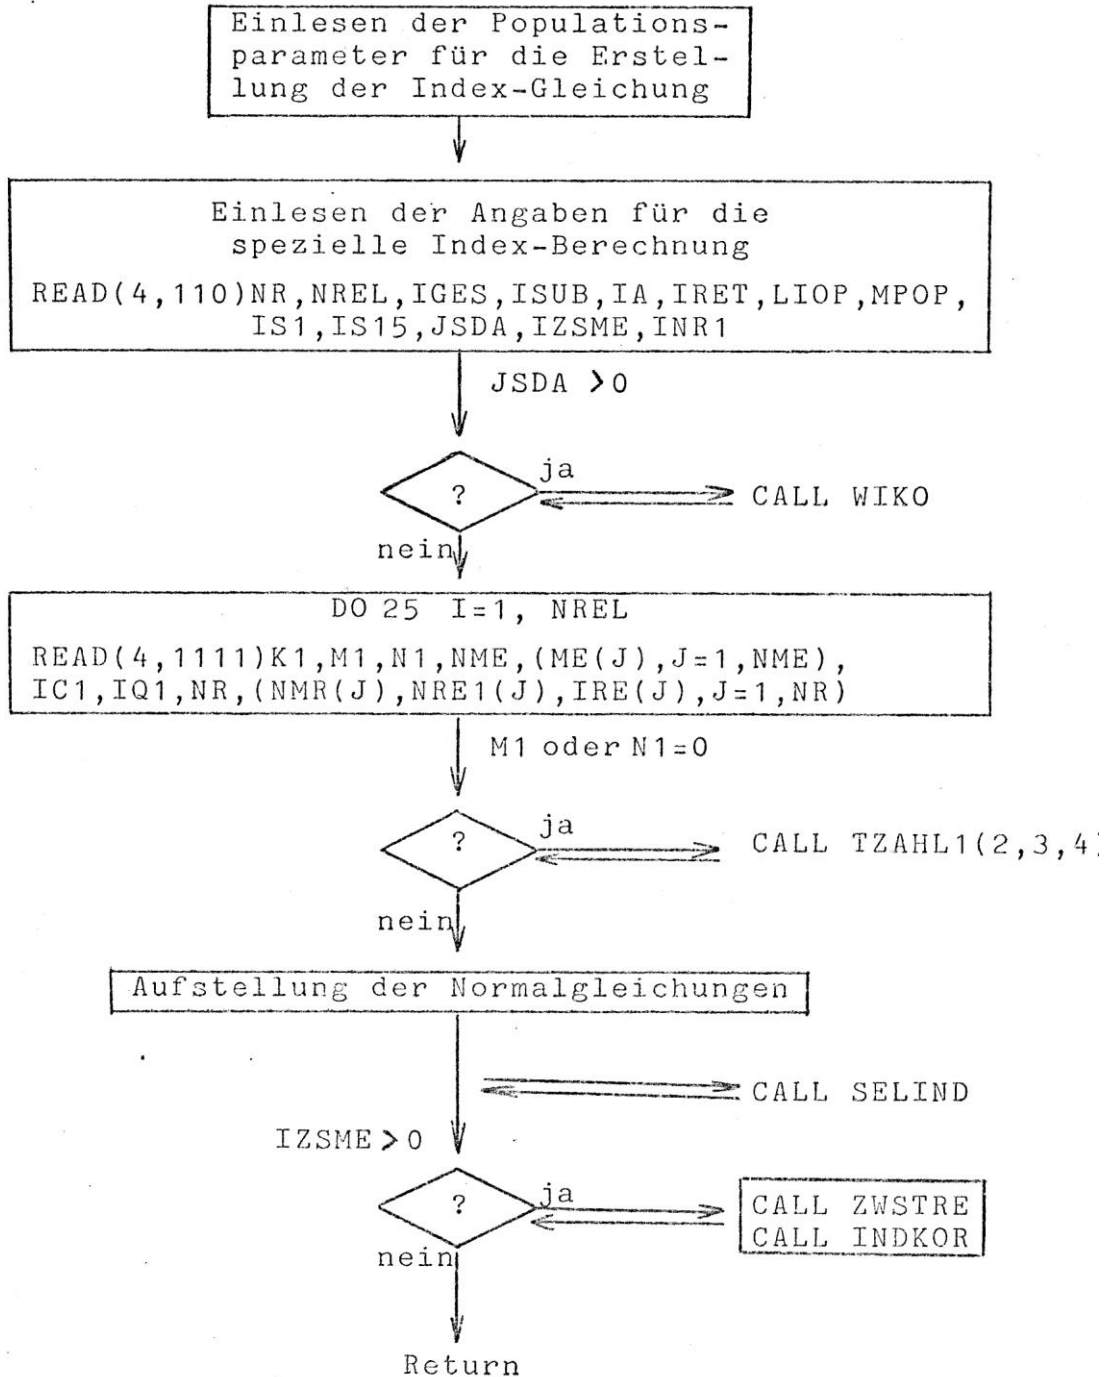 Einlesen der Populations-
parameter für die Erstel-
lung der Index-Gleichung
Einlesen der Angaben für die
spezielle Index-Berechnung
READ(4,110)NR,NREL,IGES,ISUB,IA,IRET,LIOP,MPOP,
IS1,IS15,JSDA,IZSME,INR1
JSDA >0
?
ja
CALL WIKO
nein
DO 25 I=1, NREL
READ(4,1111)K1,M1,N1,NME,(ME(J),J=1,NME),
IC1,IQ1,NR,(NMR(J),NRE1(J),IRE(J),J=1,NR)
M1 oder N1=0
?
ja
CALL TZAHL1(2,3,4)
nein
Aufstellung der Normalgleichungen
CALL SELIND
IZSME>0
?
ja
CALL ZWSTRE
CALL INDKOR
nein
Return